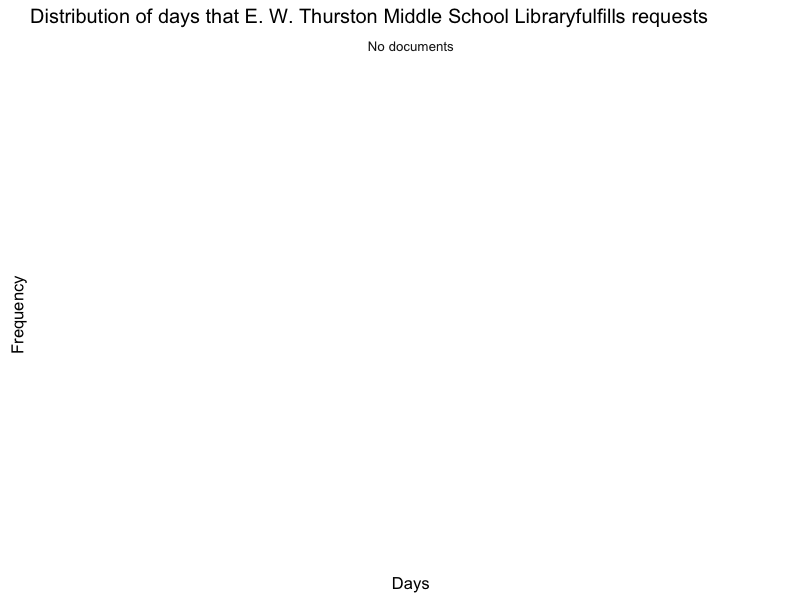 Distribution of days that E. W. Thurston Middle School Libraryfulfills requests
No documents
Frequency
Days